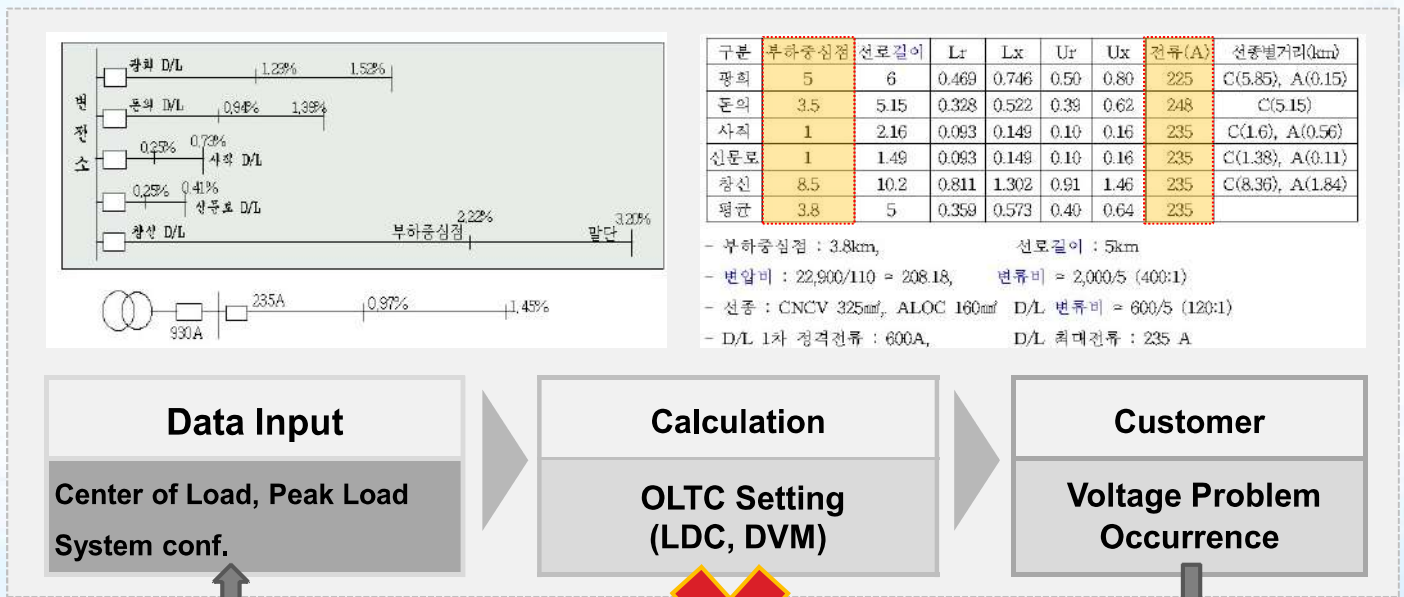 변전소
광희 D/L 1.23% 1.52%
돈의 D/L 0.94% 1.39%
0.25% 0.73%
사직 D/L
0.25% 0.41%
신문로 D/L
창신 D/L 부하중심점 2.22% 말단 3.20%
235A 0.97% 1.45%
930A
구분 부하중심점 선로길이 Lr Lx Ur Ux 전류(A) 선종별거리(km)
광희 5 6 0.469 0.746 0.50 0.80 225 C(5.85), A(0.15)
돈의 3.5 5.15 0.328 0.522 0.39 0.62 248 C(5.15)
사직 1 2.16 0.093 0.149 0.10 0.16 235 C(1.6), A(0.56)
신문로 1 1.49 0.093 0.149 0.10 0.16 235 C(1.38), A(0.11)
창신 8.5 10.2 0.811 1.302 0.91 1.46 235 C(8.36), A(1.84)
평균 3.8 5 0.359 0.573 0.40 0.64 235
- 부하중심점 : 3.8km, 선로길이 : 5km
- 변압비 : 22,900/110 ≃ 208.18, 변류비 ≃ 2,000/5 (400:1)
- 선종 : CNCV 325㎟, ALOC 160㎟ D/L 변류비 ≃ 600/5 (120:1)
- D/L 1차 정격전류 : 600A, D/L 최대전류 : 235 A
Data Input
Center of Load, Peak Load
System conf.
Calculation
OLTC Setting
(LDC, DVM)
Customer
Voltage Problem
Occurrence